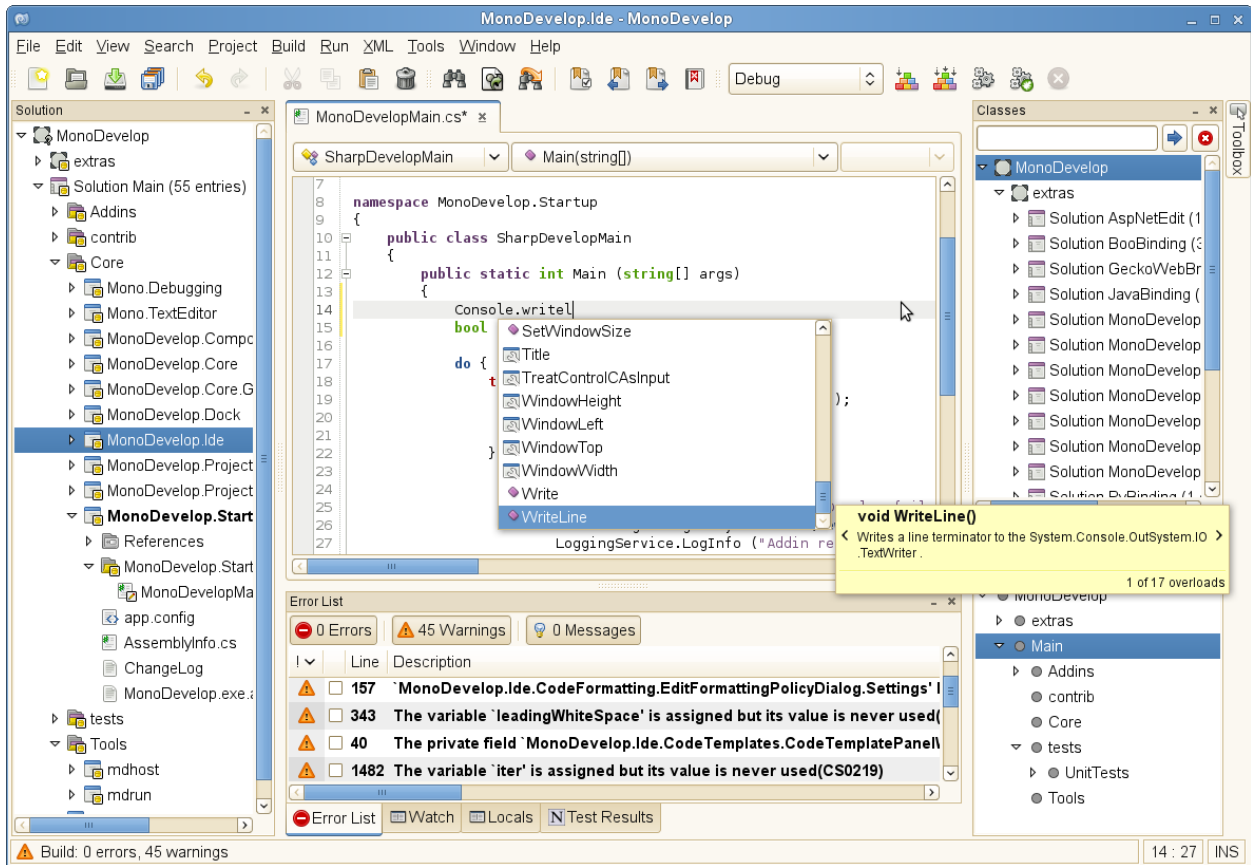 MonoDevelop.Ide - MonoDevelop
File Edit View Search Project Build Run XML Tools Window Help
Debug
Solution
MonoDevelop
extras
Solution Main (55 entries)
Addins
contrib
Core
Mono.Debugging
Mono.TextEditor
MonoDevelop.Compo
MonoDevelop.Core
MonoDevelop.Core.G
MonoDevelop.Dock
MonoDevelop.Ide
MonoDevelop.Project
MonoDevelop.Project
MonoDevelop.Start
References
MonoDevelop.Start
MonoDevelopMa
app.config
AssemblyInfo.cs
ChangeLog
MonoDevelop.exe.a
tests
Tools
mdhost
mdrun
MonoDevelopMain.cs*
SharpDevelopMain
Main(string[])
7
8 namespace MonoDevelop.Startup
9 {
10 public class SharpDevelopMain
11 {
12 public static int Main (string[] args)
13 {
14 Console.writel
15 bool
16
17 do {
18 t
19 );
20
21
22 }
23
24
25
26
27 LoggingService.LogInfo ("Addin re
SetWindowSize
Title
TreatControlCAsInput
WindowHeight
WindowLeft
WindowTop
WindowWidth
Write
WriteLine
void WriteLine()
Writes a line terminator to the System.Console.OutSystem.IO
.TextWriter .
1 of 17 overloads
Error List
0 Errors 45 Warnings 0 Messages
! Line Description
157 `MonoDevelop.Ide.CodeFormatting.EditFormattingPolicyDialog.Settings'
343 The variable `leadingWhiteSpace' is assigned but its value is never used(
40 The private field `MonoDevelop.Ide.CodeTemplates.CodeTemplatePanel
1482 The variable `iter' is assigned but its value is never used(CS0219)
Error List Watch Locals Test Results
Classes
MonoDevelop
extras
Solution AspNetEdit (1
Solution BooBinding (3
Solution GeckoWebBr
Solution JavaBinding (
Solution MonoDevelop
Solution MonoDevelop
Solution MonoDevelop
Solution MonoDevelop
Solution MonoDevelop
Solution MonoDevelop
Solution MonoDevelop
Solution PyBinding (1
MonoDevelop
extras
Main
Addins
contrib
Core
tests
UnitTests
Tools
Toolbox
Build: 0 errors, 45 warnings
14 : 27 INS